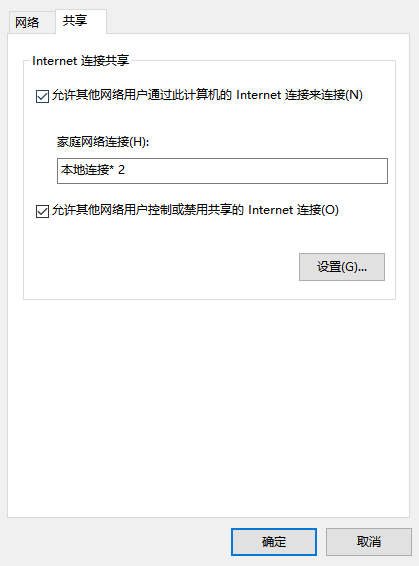 网络
共享
Internet 连接共享
允许其他网络用户通过此计算机的 Internet 连接来连接(N)
家庭网络连接(H):
本地连接* 2
允许其他网络用户控制或禁用共享的 Internet 连接(O)
设置(G)...
确定
取消